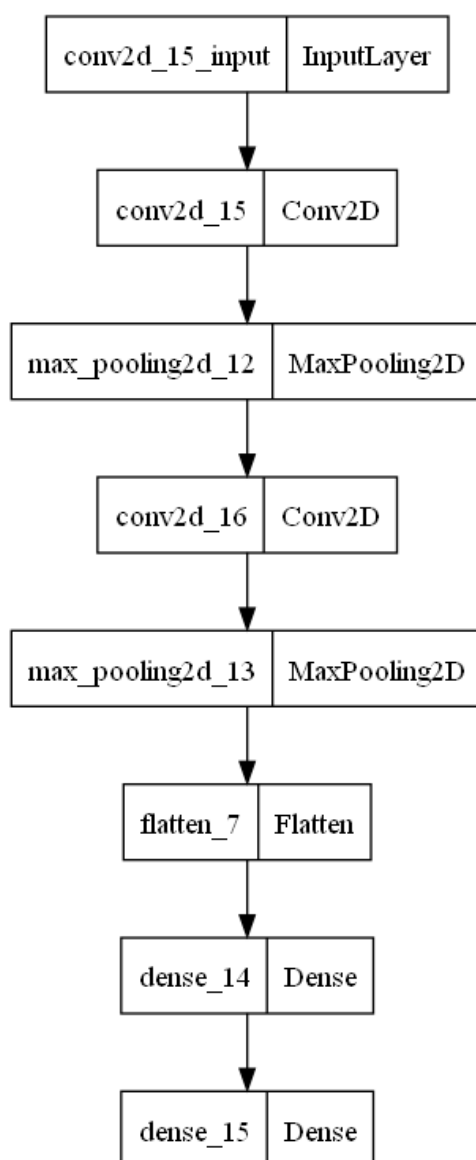 conv2d_15_input InputLayer
conv2d_15 Conv2D
max_pooling2d_12 MaxPooling2D
conv2d_16 Conv2D
max_pooling2d_13 MaxPooling2D
flatten_7 Flatten
dense_14 Dense
dense_15 Dense